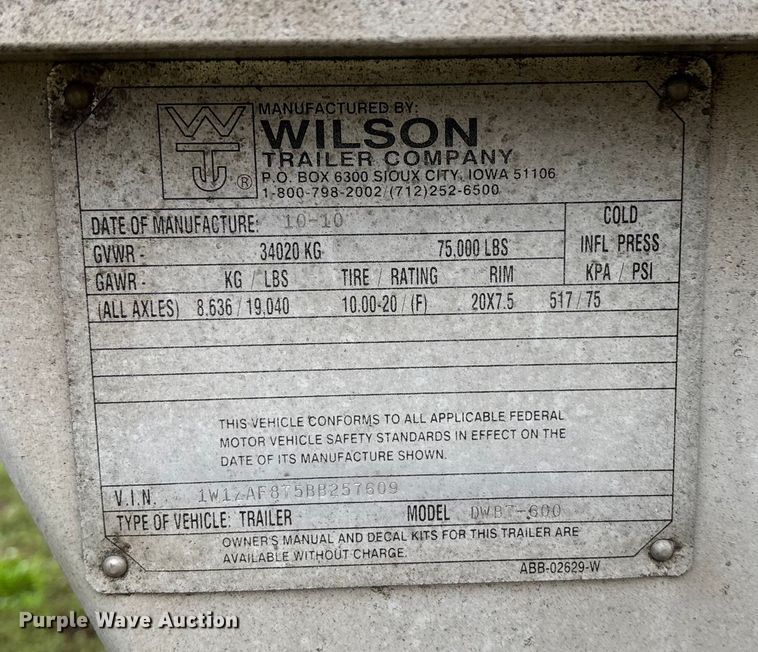 MANUFACTURED BY:
WILSON
TRAILER COMPANY
P.O. BOX 6300 SIOUX CITY, IOWA 51106
1-800-798-2002 / (712)252-6500
WT ®
DATE OF MANUFACTURE: 10-10
COLD
INFL PRESS
KPA / PSI
GVWR - 34020 KG 75,000 LBS
GAWR - KG / LBS TIRE / RATING RIM
(ALL AXLES) 8,636 / 19,040 10.00-20 / (F) 20X7.5 517 / 75
THIS VEHICLE CONFORMS TO ALL APPLICABLE FEDERAL
MOTOR VEHICLE SAFETY STANDARDS IN EFFECT ON THE
DATE OF ITS MANUFACTURE SHOWN.
V.I.N. 1W1ZAF875BB257609
TYPE OF VEHICLE: TRAILER MODEL DWBT-600
OWNER'S MANUAL AND DECAL KITS FOR THIS TRAILER ARE
AVAILABLE WITHOUT CHARGE.
ABB-02629-W
Purple Wave Auction